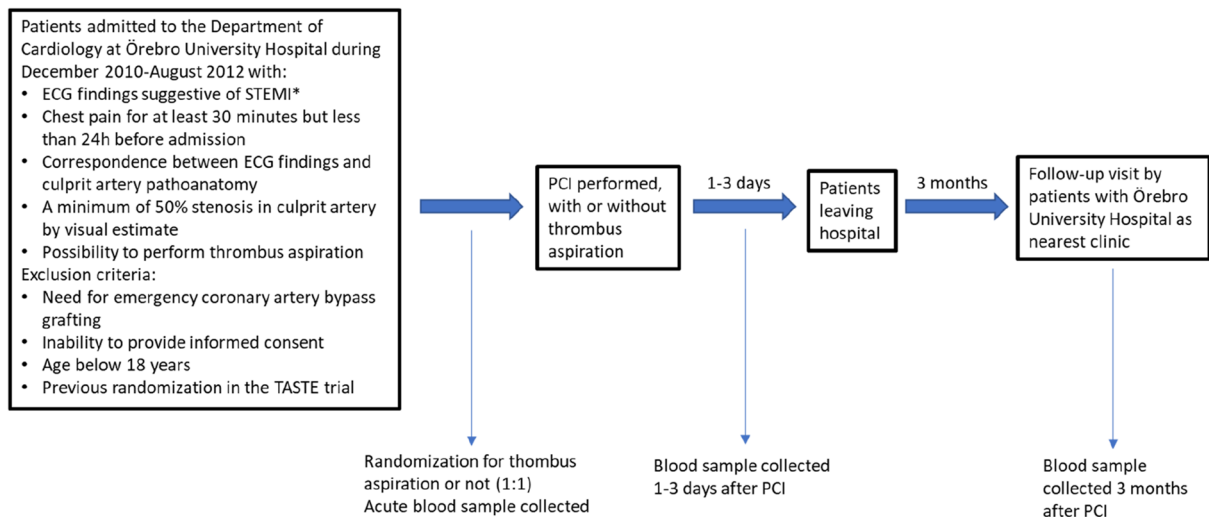 Patients admitted to the Department of
Cardiology at Örebro University Hospital during
December 2010-August 2012 with:
• ECG findings suggestive of STEMI*
• Chest pain for at least 30 minutes but less
than 24h before admission
• Correspondence between ECG findings and
culprit artery pathoanatomy
• A minimum of 50% stenosis in culprit artery
by visual estimate
• Possibility to perform thrombus aspiration
Exclusion criteria:
• Need for emergency coronary artery bypass
grafting
• Inability to provide informed consent
• Age below 18 years
• Previous randomization in the TASTE trial
PCI performed,
with or without
thrombus
aspiration
1-3 days
Patients
leaving
hospital
3 months
Follow-up visit by
patients with Örebro
University Hospital as
nearest clinic
Randomization for thombus
aspiration or not (1:1)
Acute blood sample collected
Blood sample collected
1-3 days after PCI
Blood sample
collected 3 months
after PCI